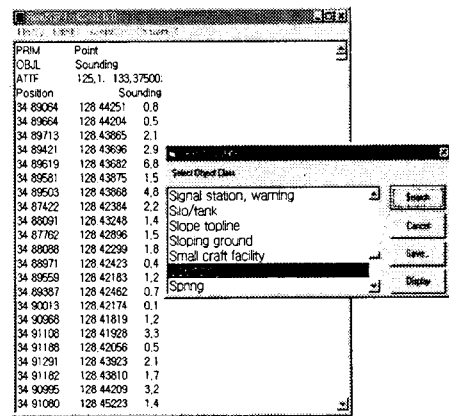 PRIM Point
OBJL Sounding
ATTF 125,1, 133,37500;
Position Sounding
34 89064 128 44251 0,8
34 89664 128 44204 0,5
34 89713 128 43865 2,1
34 89421 128 43696 2,9
34 89619 128 43682 6,8
34 89581 128 43875 1,5
34 89503 128 43868 4,8
34 87422 128 42384 2,2
34 88091 128 43248 1,4
34 87762 128 42896 1,5
34 88088 128 42299 1,8
34 88971 128 42423 0,4
34 89559 128 42183 1,2
34 89387 128 42462 0,7
34 90013 128 42174 0,1
34 90968 128 41819 1,2
34 91108 128 41928 3,3
34 91188 128 42056 0,5
34 91291 128 43923 2,1
34 91182 128 43810 1,7
34 90995 128 44209 3,2
34 91080 128 45223 1,4
Select Object Class
Signal station, warning
Silo/tank
Slope topline
Sloping ground
Small craft facility
Spring
Search
Cancel
Save..
Display